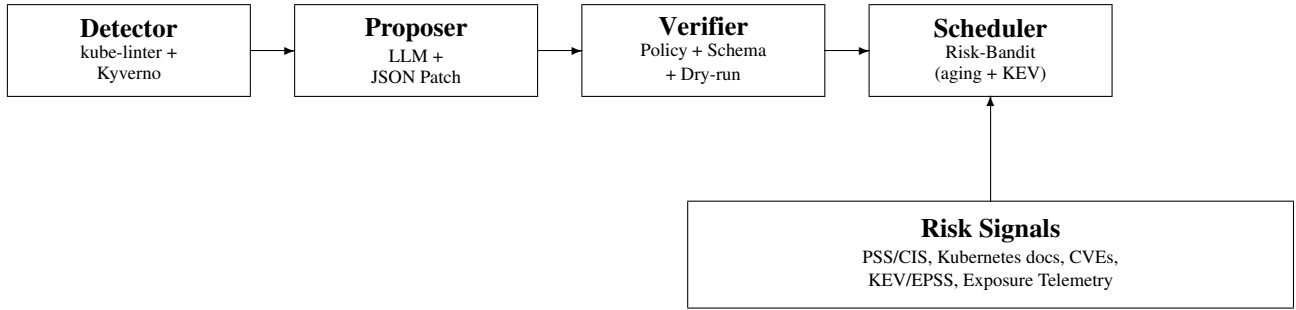 Detector
kube-linter +
Kyverno
Proposer
LLM +
JSON Patch
Verifier
Policy + Schema
+ Dry-run
Scheduler
Risk-Bandit
(aging + KEV)
Risk Signals
PSS/CIS, Kubernetes docs, CVEs,
KEV/EPSS, Exposure Telemetry